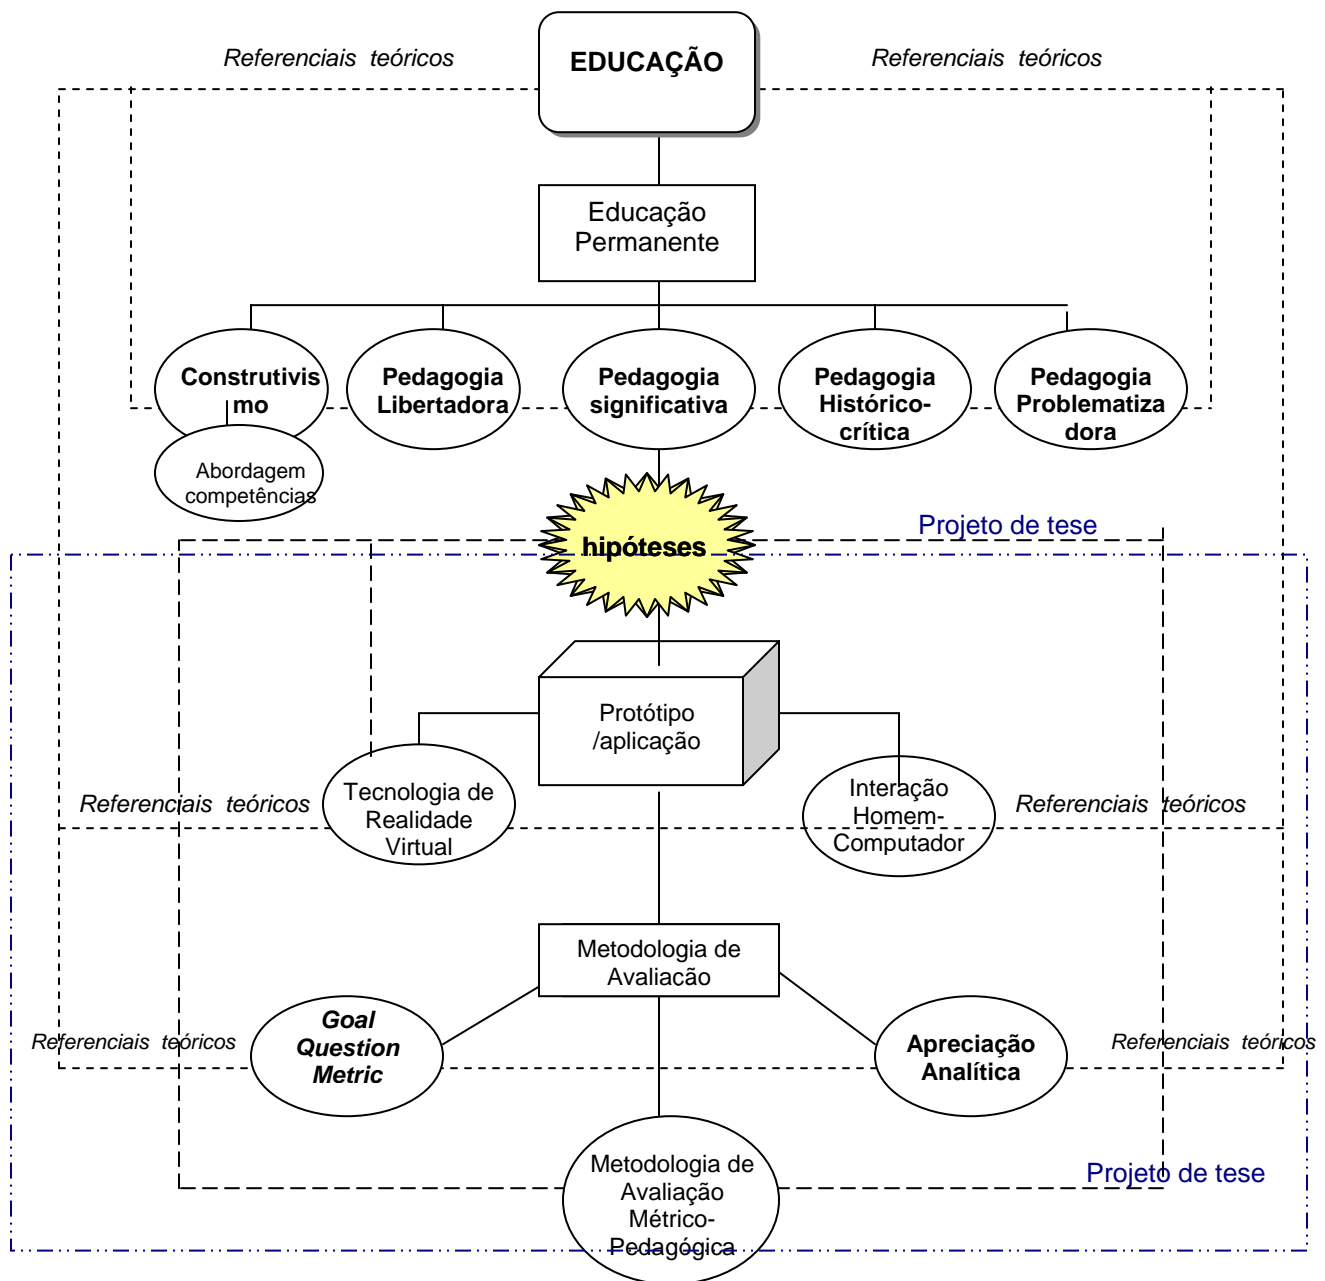 Referenciais teóricos
EDUCAÇÃO
Referenciais teóricos
Educação
Permanente
Construtivis
mo
Pedagogia
Libertadora
Pedagogia
significativa
Pedagogia
Histórico-
crítica
Pedagogia
Problematiza
dora
Abordagem
competências
Projeto de tese
hipóteses
Protótipo
/aplicação
Referenciais teóricos
Tecnologia de
Realidade
Virtual
Interação
Homem-
Computador
Referenciais teóricos
Metodologia de
Avaliacão
Referenciais teóricos
Goal
Question
Metric
Apreciação
Analítica
Referenciais teóricos
Metodologia de
Avaliação
Métrico-
Pedagógica
Projeto de tese